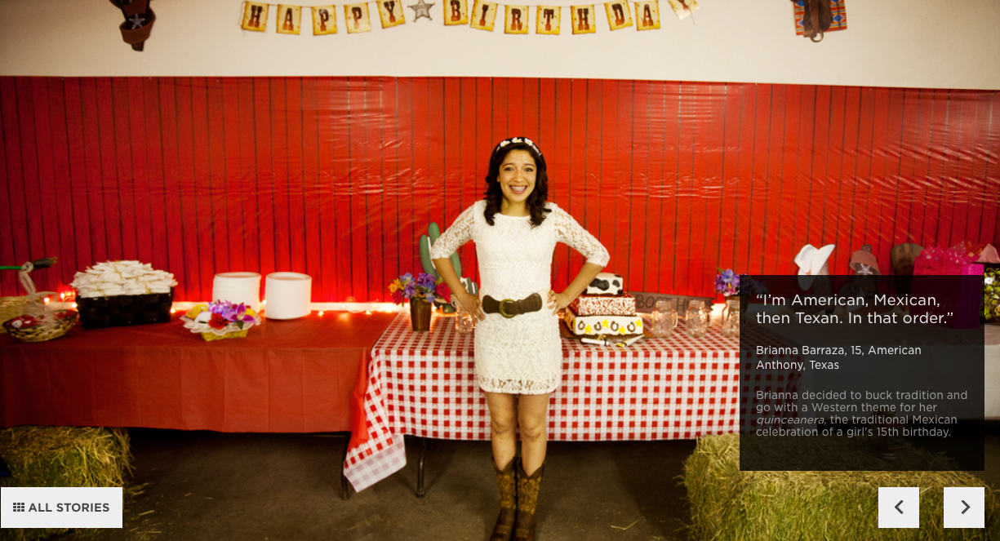 HAPPY BIRTHDAY
“I’m American, Mexican,
then Texan. In that order.”
Brianna Barraza, 15, American
Anthony, Texas
Brianna decided to buck tradition and
go with a Western theme for her
quinceanera, the traditional Mexican
celebration of a girl's 15th birthday.
ALL STORIES